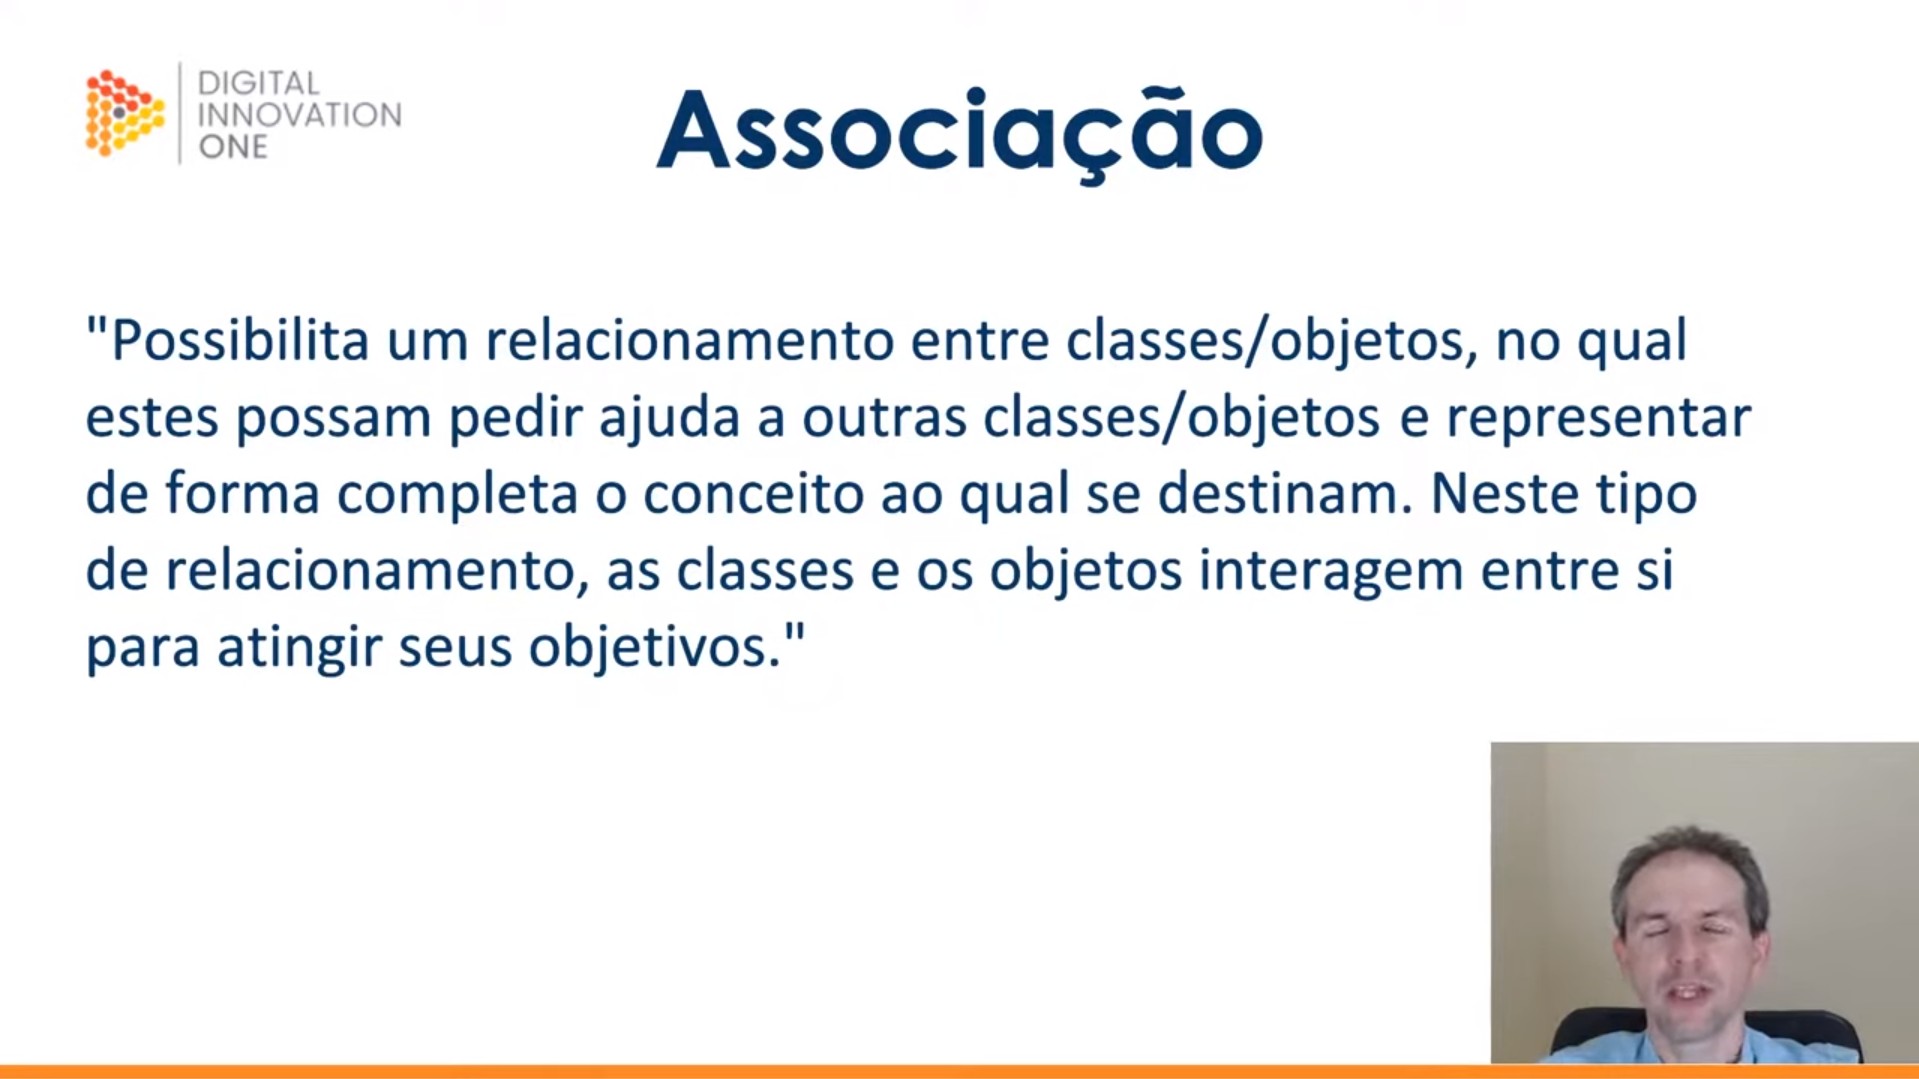 DIGITAL
INNOVATION
ONE
Associação
"Possibilita um relacionamento entre classes/objetos, no qual
estes possam pedir ajuda a outras classes/objetos e representar
de forma completa o conceito ao qual se destinam. Neste tipo
de relacionamento, as classes e os objetos interagem entre si
para atingir seus objetivos."